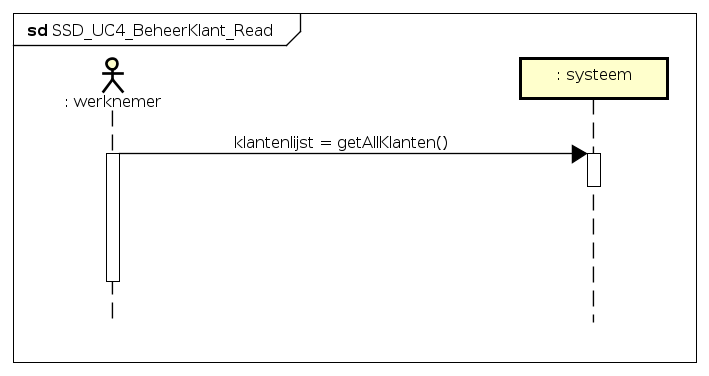 sd SSD_UC4_BeheerKlant_Read
: werknemer
: systeem
klantenlijst = getAllKlanten()